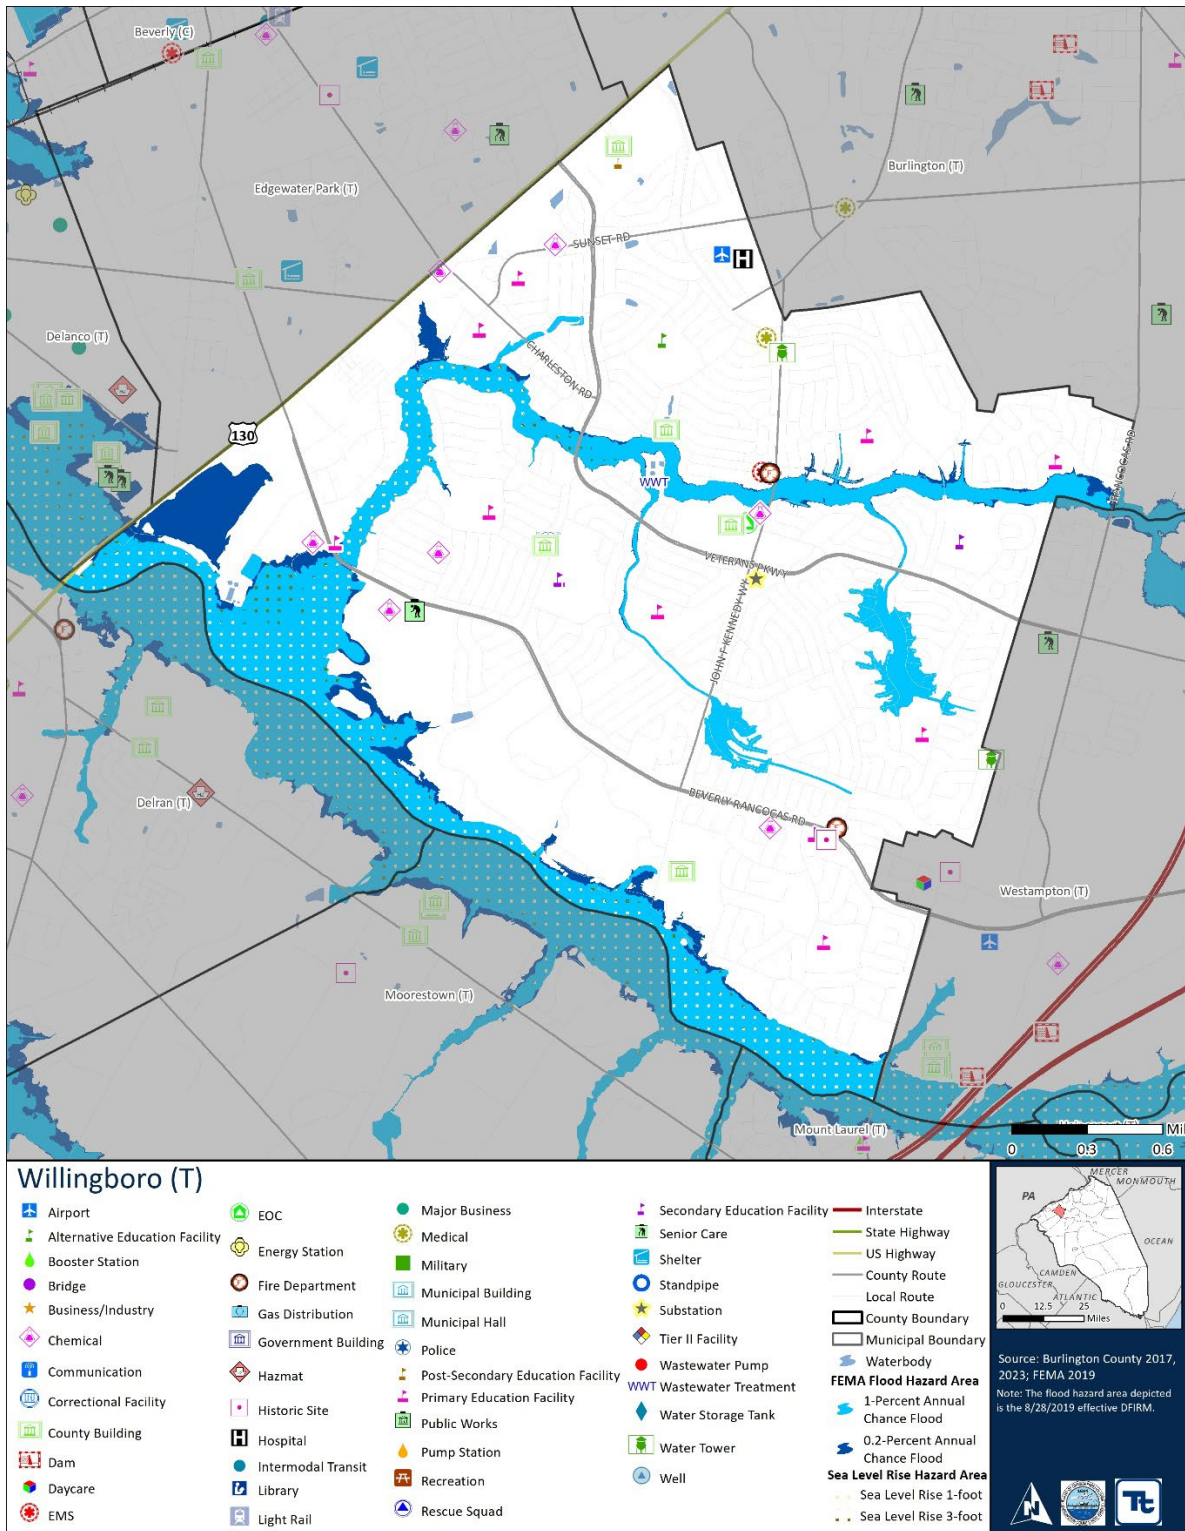 Beverly (C)
Edgewater Park (T)
Burlington (T)
SUNSET RD
Delanco (T)
CHARLESTON RD
130
RANCOCAS RD
WWT
VETERANS PKWY
JOHN F KENNEDY WY
Delran (T)
BEVERLY RANCOCAS RD
Westampton (T)
Moorestown (T)
Mount Laurel (T)
Mil
0 0.3 0.6
Willingboro (T)
Airport
Alternative Education Facility
Booster Station
Bridge
Business/Industry
Chemical
Communication
Correctional Facility
County Building
Dam
Daycare
EMS
EOC
Energy Station
Fire Department
Gas Distribution
Government Building
Hazmat
Historic Site
H Hospital
Intermodal Transit
Library
Light Rail
Major Business
Medical
Military
Municipal Building
Municipal Hall
Police
Post-Secondary Education Facility
Primary Education Facility
Public Works
Pump Station
Recreation
Rescue Squad
Secondary Education Facility
Senior Care
Shelter
Standpipe
Substation
Tier II Facility
Wastewater Pump
WWT Wastewater Treatment
Water Storage Tank
Water Tower
Well
Interstate
State Highway
US Highway
County Route
Local Route
County Boundary
Municipal Boundary
Waterbody
FEMA Flood Hazard Area
1-Percent Annual
Chance Flood
0.2-Percent Annual
Chance Flood
Sea Level Rise Hazard Area
Sea Level Rise 1-foot
Sea Level Rise 3-foot
MERCER
MONMOUTH
PA
OCEAN
CAMDEN
GLOUCESTER
ATLANTIC
0 12.5 25
Miles
Source: Burlington County 2017,
2023; FEMA 2019
Note: The flood hazard area depicted
is the 8/28/2019 effective DFIRM.
N
Tt